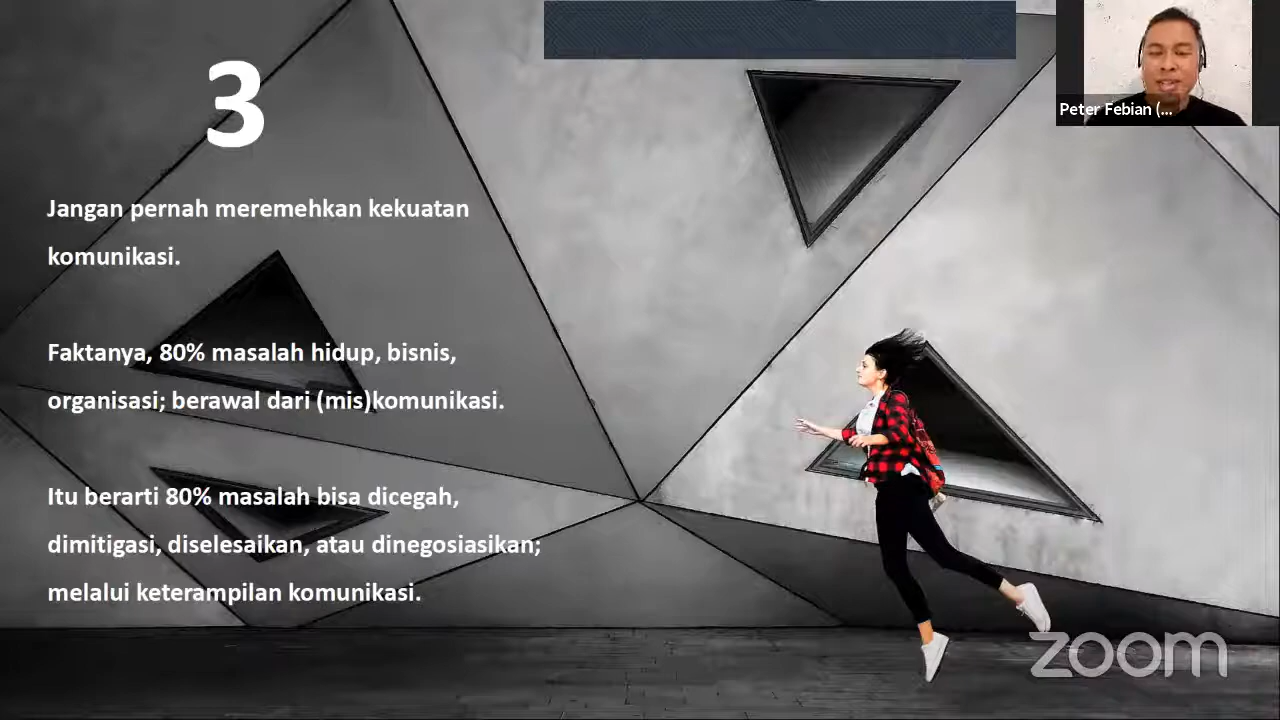 3
Jangan pernah meremehkan kekuatan
komunikasi.
Faktanya, 80% masalah hidup, bisnis,
organisasi; berawal dari (mis)komunikasi.
Itu berarti 80% masalah bisa dicegah,
dimitigasi, diselesaikan, atau dinegosiasikan;
melalui keterampilan komunikasi.
Peter Febian (...
zoom